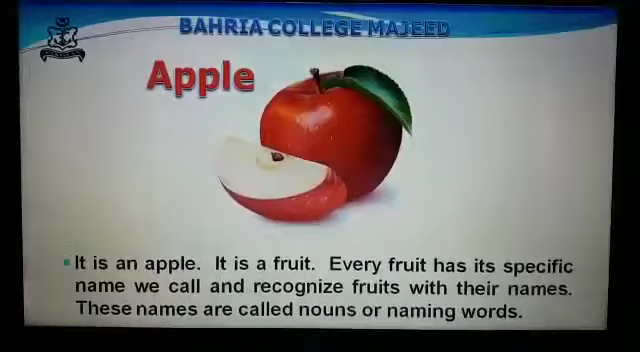 BAHRIA COLLEGE MAJEED
Apple
It is an apple. It is a fruit. Every fruit has its specific
name we call and recognize fruits with their names.
These names are called nouns or naming words.